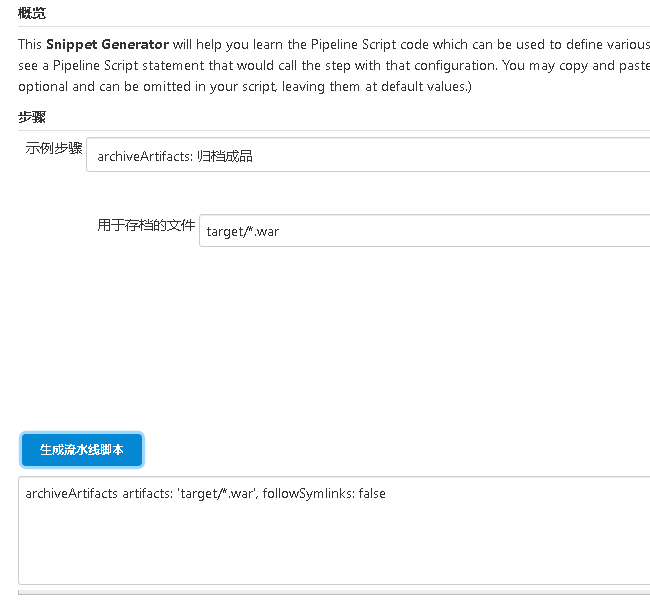 概览
This Snippet Generator will help you learn the Pipeline Script code which can be used to define various
see a Pipeline Script statement that would call the step with that configuration. You may copy and paste
optional and can be omitted in your script, leaving them at default values.)
步骤
示例步骤
archiveArtifacts: 归档成品
用于存档的文件
target/*.war
生成流水线脚本
archiveArtifacts artifacts: 'target/*.war', followSymlinks: false